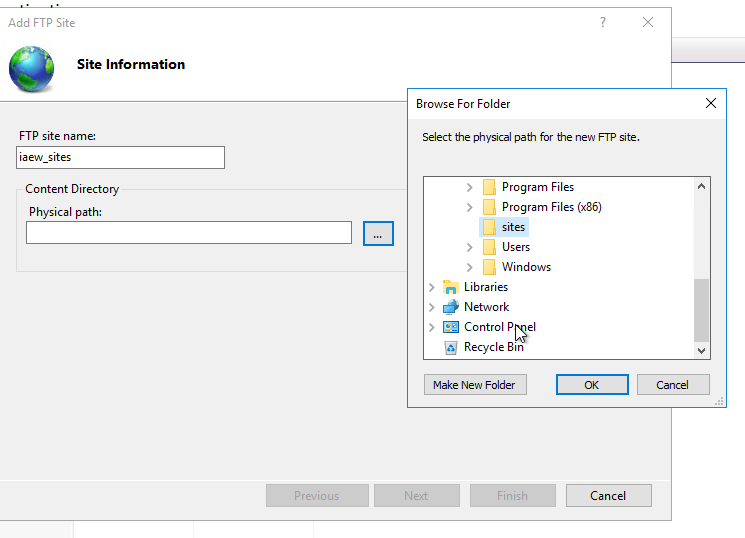 Add FTP Site
?
Site Information
FTP site name:
iaew_sites
Content Directory
Physical path:
...
Previous
Next
Finish
Cancel
Browse For Folder
Select the physical path for the new FTP site.
Program Files
Program Files (x86)
sites
Users
Windows
Libraries
Network
Control Panel
Recycle Bin
Make New Folder
OK
Cancel